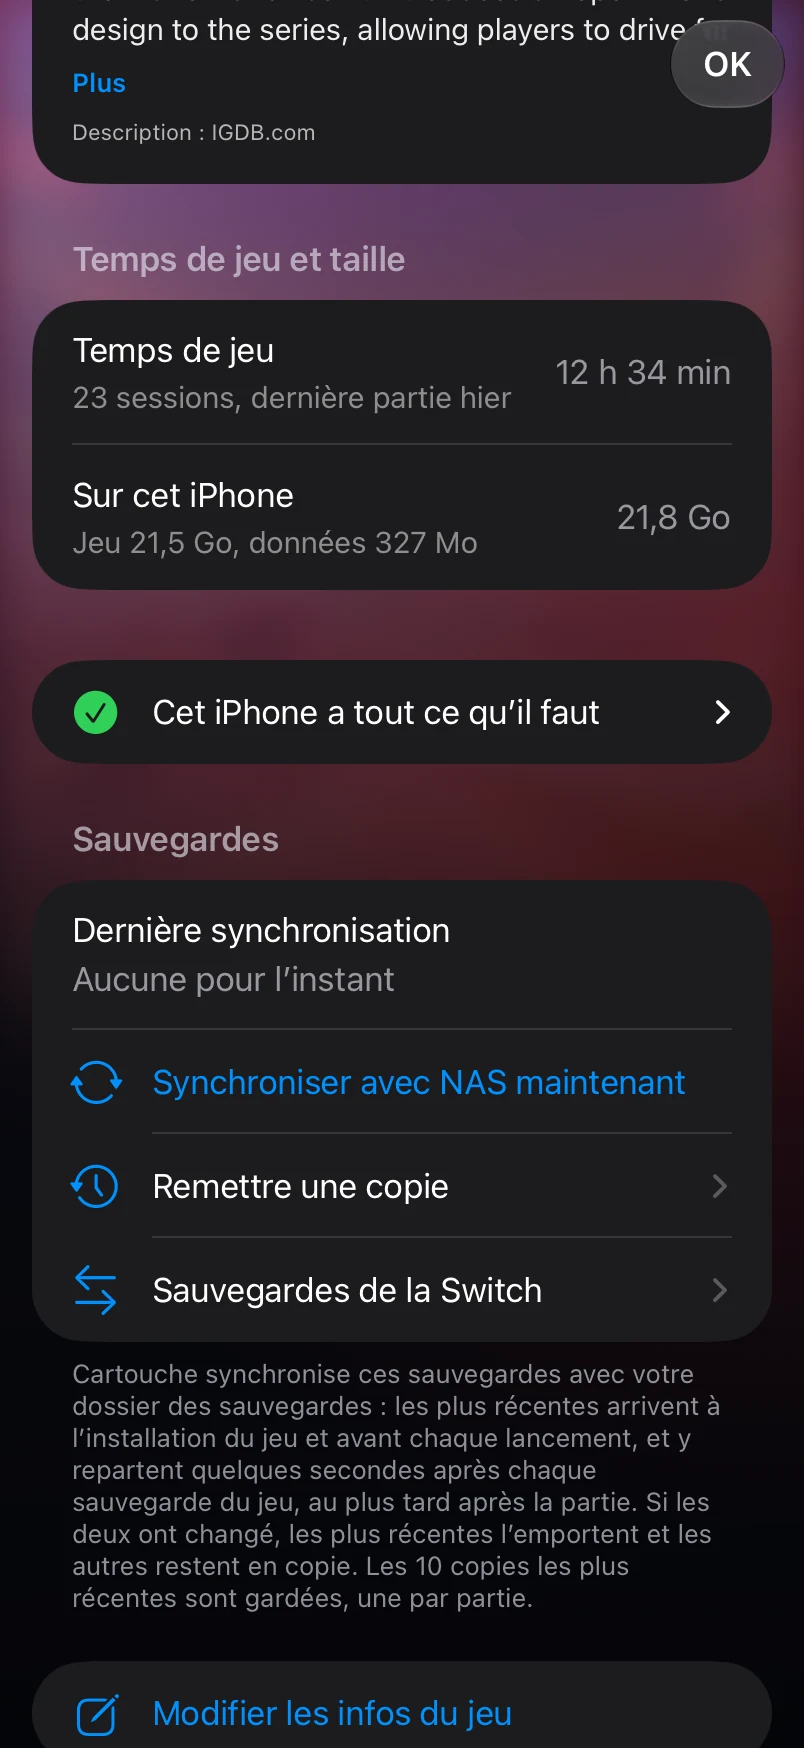 design to the series, allowing players to drive
OK
Plus
Description : IGDB.com
Temps de jeu et taille
Temps de jeu
12 h 34 min
23 sessions, dernière partie hier
Sur cet iPhone
21,8 Go
Jeu 21,5 Go, données 327 Mo
Cet iPhone a tout ce qu’il faut
Sauvegardes
Dernière synchronisation
Aucune pour l’instant
Synchroniser avec NAS maintenant
Remettre une copie
Sauvegardes de la Switch
Cartouche synchronise ces sauvegardes avec votre
dossier des sauvegardes : les plus récentes arrivent à
l’installation du jeu et avant chaque lancement, et y
repartent quelques secondes après chaque
sauvegarde du jeu, au plus tard après la partie. Si les
deux ont changé, les plus récentes l’emportent et les
autres restent en copie. Les 10 copies les plus
récentes sont gardées, une par partie.
Modifier les infos du jeu